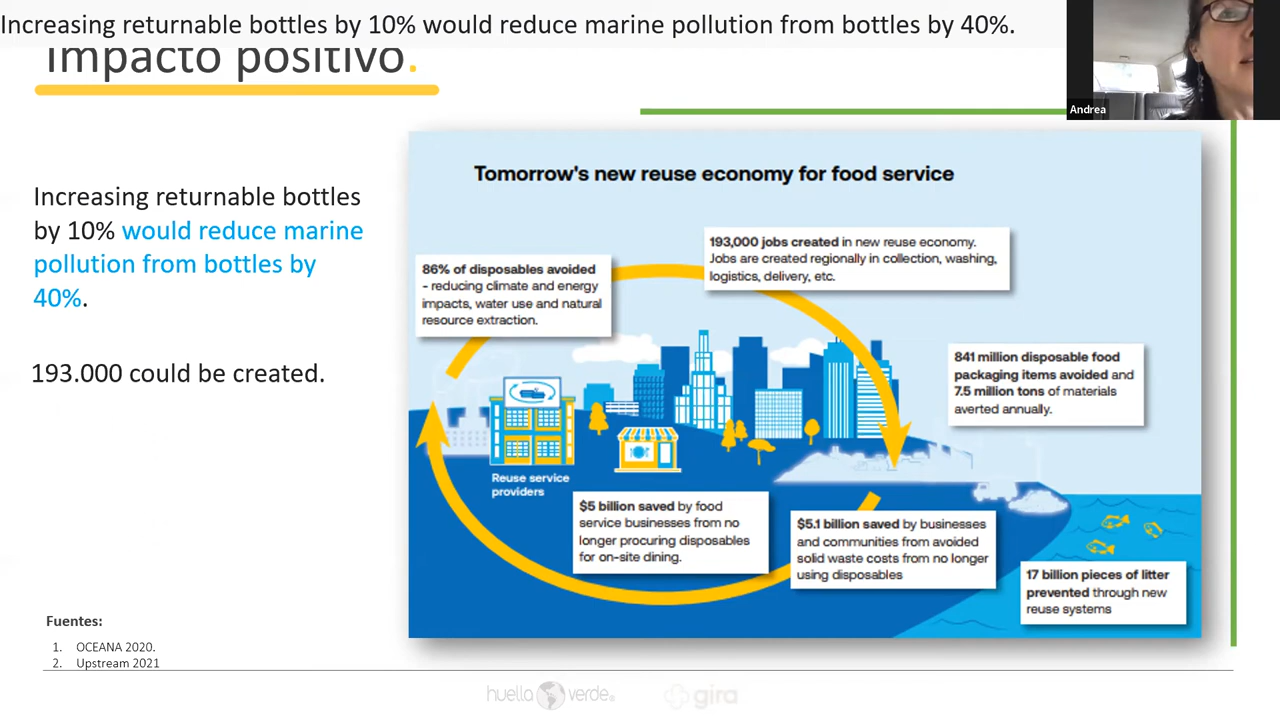 Increasing returnable bottles by 10% would reduce marine pollution from bottles by 40%.
Impacto positivo.
Andrea
Increasing returnable bottles
by 10% would reduce marine
pollution from bottles by
40%.
193.000 could be created.
Tomorrow's new reuse economy for food service
193,000 jobs created in new reuse economy.
Jobs are created regionally in collection, washing,
logistics, delivery, etc.
86% of disposables avoided
- reducing climate and energy
impacts, water use and natural
resource extraction.
841 million disposable food
packaging items avoided and
7.5 million tons of materials
averted annually.
Reuse service
providers
$5 billion saved by food
service businesses from no
longer procuring disposables
for on-site dining.
$5.1 billion saved by businesses
and communities from avoided
solid waste costs from no longer
using disposables
17 billion pieces of litter
prevented through new
reuse systems
Fuentes:
1. OCEANA 2020.
2. Upstream 2021
huella verde
gira